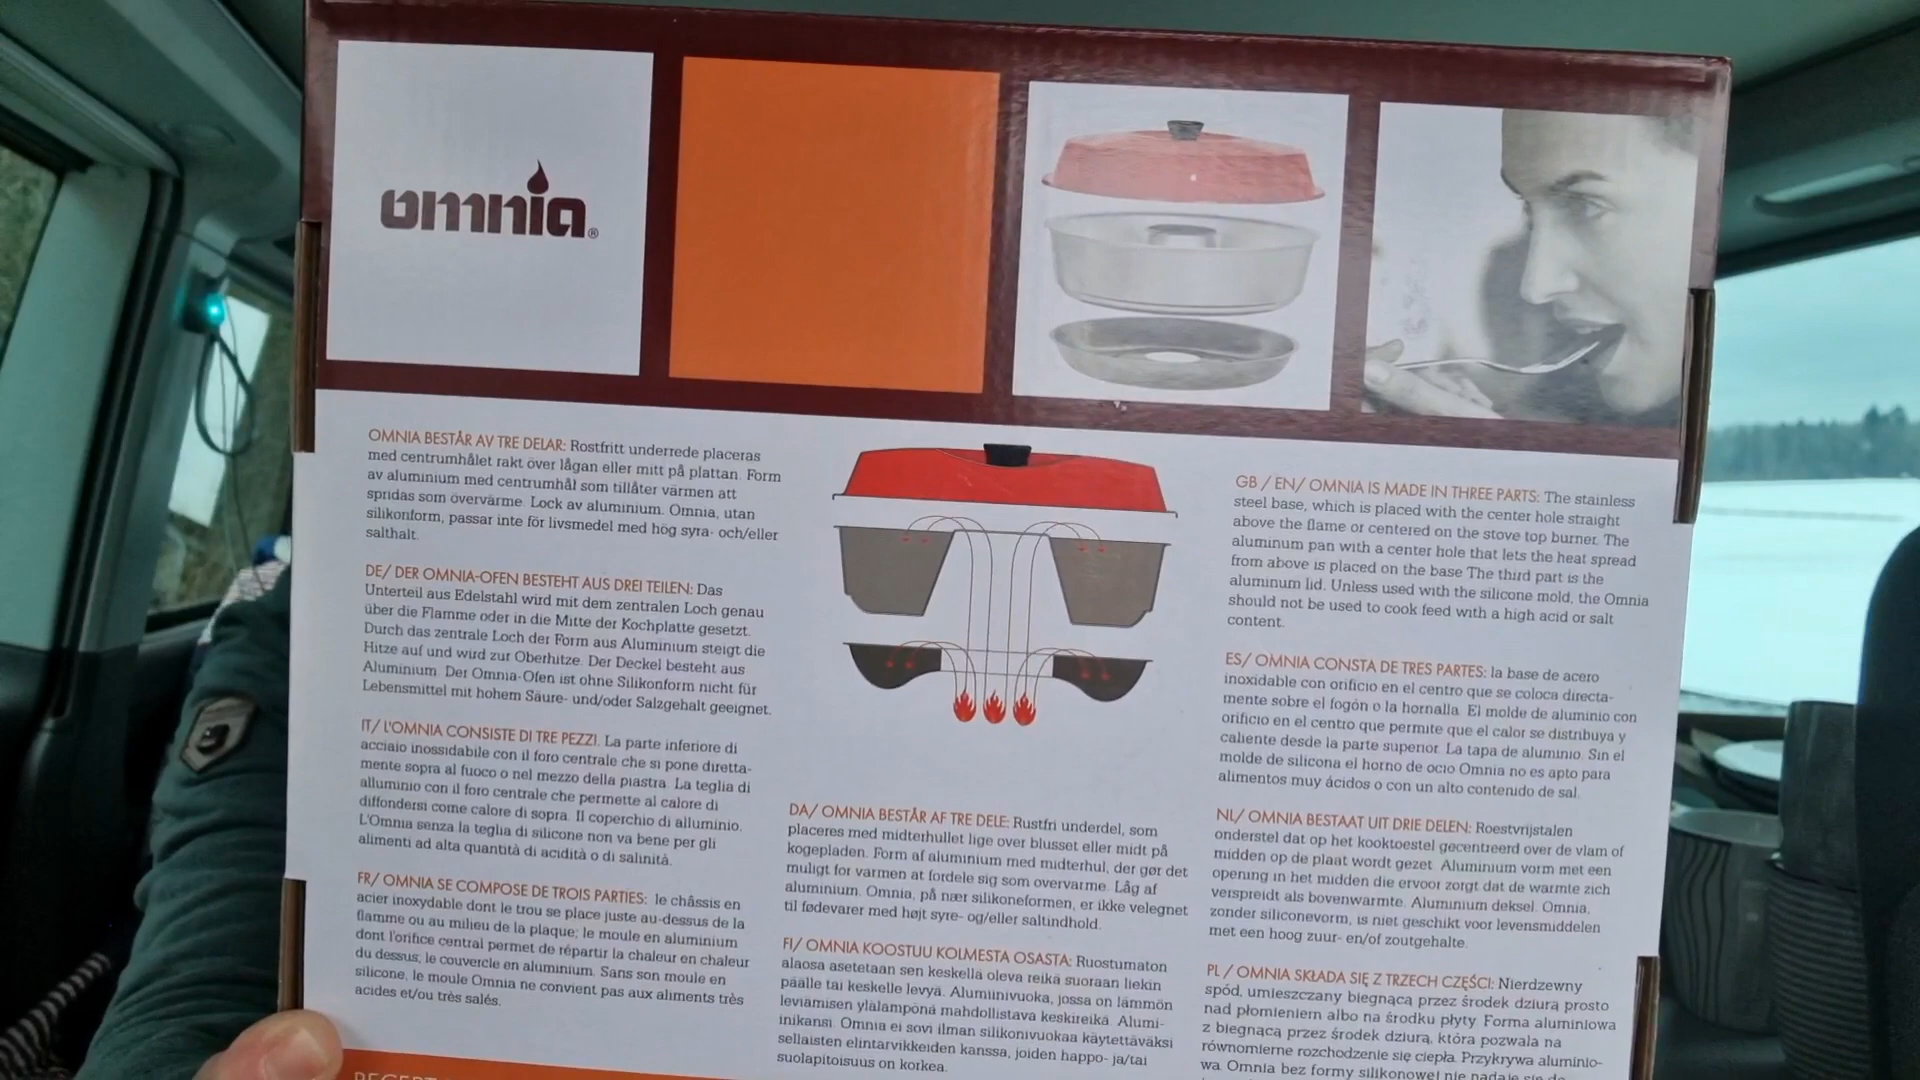 omnia®
OMNIA BESTÅR AV TRE DELAR: Rostfritt underrede placeras
med centrumhålet rakt över lågan eller mitt på plattan. Form
av aluminium med centrumhål som tillåter värmen att
spridas som övervärme. Lock av aluminium. Omnia, utan
silikonform, passar inte för livsmedel med hög syra- och/eller
salthalt.
DE/ DER OMNIA-OFEN BESTEHT AUS DREI TEILEN: Das
Unterteil aus Edelstahl wird mit dem zentralen Loch genau
über die Flamme oder in die Mitte der Kochplatte gesetzt.
Durch das zentrale Loch der Form aus Aluminium steigt die
Hitze auf und wird zur Oberhitze. Der Deckel besteht aus
Aluminium. Der Omnia-Ofen ist ohne Silikonform nicht für
Lebensmittel mit hohem Säure- und/oder Salzgehalt geeignet.
IT/ L'OMNIA CONSISTE DI TRE PEZZI. La parte inferiore di
acciaio inossidabile con il foro centrale che si pone diretta-
mente sopra al fuoco o nel mezzo della piastra. La teglia di
alluminio con il foro centrale che permette al calore di
diffondersi come calore di sopra. Il coperchio di alluminio.
L'Omnia senza la teglia di silicone non va bene per gli
alimenti ad alta quantità di acidità o di salinità.
FR/ OMNIA SE COMPOSE DE TROIS PARTIES: le châssis en
acier inoxydable dont le trou se place juste au-dessus de la
flamme ou au milieu de la plaque; le moule en aluminium
dont l'orifice central permet de répartir la chaleur en chaleur
du dessus; le couvercle en aluminium. Sans son moule en
silicone, le moule Omnia ne convient pas aux aliments très
acides et/ou très salés.
DA/ OMNIA BESTÅR AF TRE DELE: Rustfri underdel, som
placeres med midterhullet lige over blusset eller midt på
kogepladen. Form af aluminium med midterhul, der gør det
muligt for varmen at fordele sig som overvarme. Låg af
aluminium. Omnia, på nær silikoneformen, er ikke velegnet
til fødevarer med højt syre- og/eller saltindhold.
FI/ OMNIA KOOSTUU KOLMESTA OSASTA: Ruostumaton
alaosa asetetaan sen keskellä oleva reikä suoraan liekin
päälle tai keskelle levyä. Alumiinivuoka, jossa on lämmön
leviämisen ylälämpönä mahdollistava keskireikä. Alumi-
inikansi. Omnia ei sovi ilman silikonivuokaa käytettäväksi
sellaisten elintarvikkeiden kanssa, joiden happo- ja/tai
suolapitoisuus on korkea.
GB / EN/ OMNIA IS MADE IN THREE PARTS: The stainless
steel base, which is placed with the center hole straight
above the flame or centered on the stove top burner. The
aluminum pan with a center hole that lets the heat spread
from above is placed on the base The third part is the
aluminum lid. Unless used with the silicone mold, the Omnia
should not be used to cook feed with a high acid or salt
content.
ES/ OMNIA CONSTA DE TRES PARTES: la base de acero
inoxidable con orificio en el centro que se coloca directa-
mente sobre el fogón o la hornalla. El molde de aluminio con
orificio en el centro que permite que el calor se distribuya y
caliente desde la parte superior. La tapa de aluminio. Sin el
molde de silicona el horno de ocio Omnia no es apto para
alimentos muy ácidos o con un alto contenido de sal.
NL/ OMNIA BESTAAT UIT DRIE DELEN: Roestvrijstalen
onderstel dat op het kooktoestel gecentreerd over de vlam of
midden op de plaat wordt gezet. Aluminium vorm met een
opening in het midden die ervoor zorgt dat de warmte zich
verspreidt als bovenwarmte. Aluminium deksel. Omnia,
zonder siliconevorm, is niet geschikt voor levensmiddelen
met een hoog zuur- en/of zoutgehalte.
PL / OMNIA SKŁADA SIĘ Z TRZECH CZĘŚCI: Nierdzewny
spód, umieszczany biegnącą przez środek dziurą prosto
nad płomieniem albo na środku płyty. Forma aluminiowa
z biegnącą przez środek dziurą, która pozwala na
równomierne rozchodzenie się ciepła. Przykrywa aluminio-
wa. Omnia bez formy silikonowej nie nadaje się do